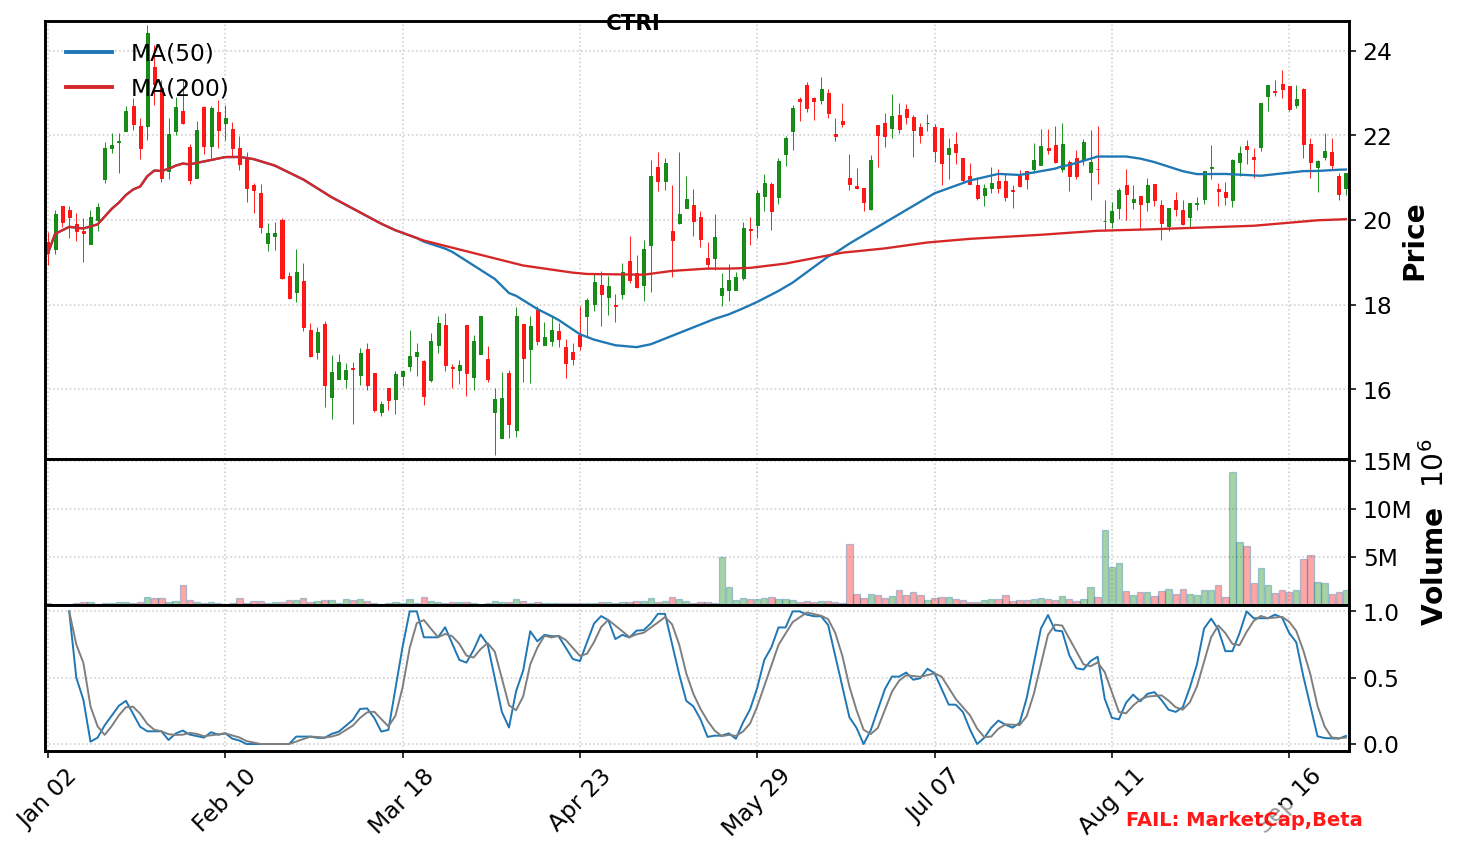 CTRI
MA(50)
MA(200)
24
22
20
18
16
Price
15M
10M
5M
Volume 10^6
1.0
0.5
0.0
Jan 02
Feb 10
Mar 18
Apr 23
May 29
Jul 07
Aug 11
Sep 16
FAIL: MarketCap,Beta